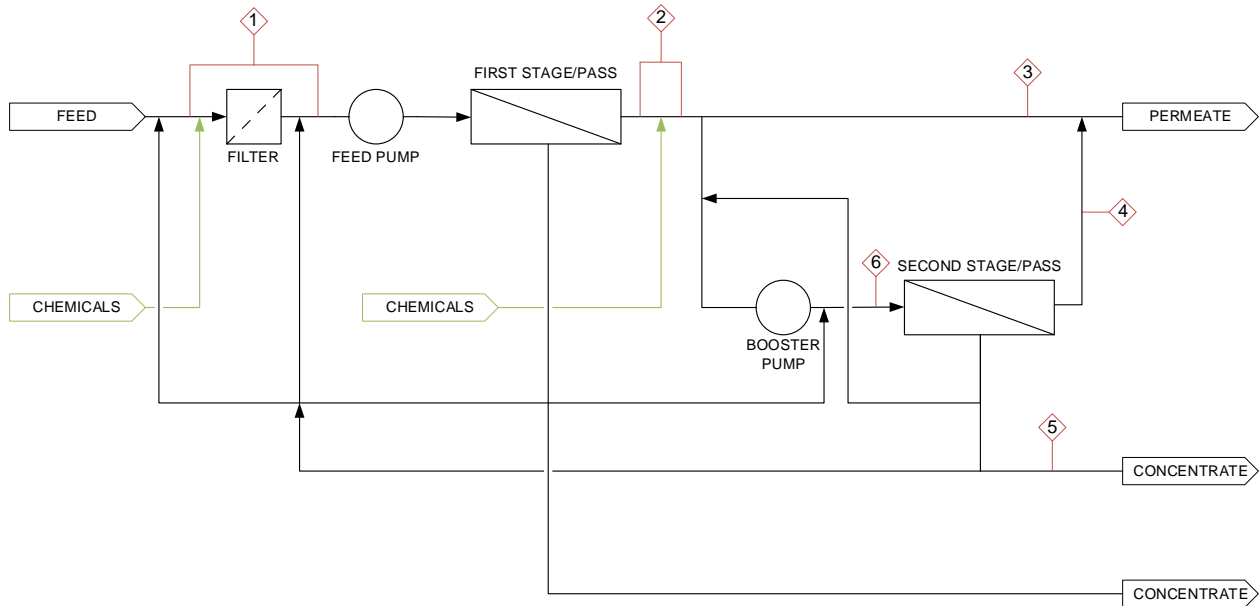 1
2
3
FIRST STAGE/PASS
FEED
PERMEATE
FILTER
FEED PUMP
4
6
SECOND STAGE/PASS
CHEMICALS
CHEMICALS
BOOSTER
PUMP
5
CONCENTRATE
CONCENTRATE